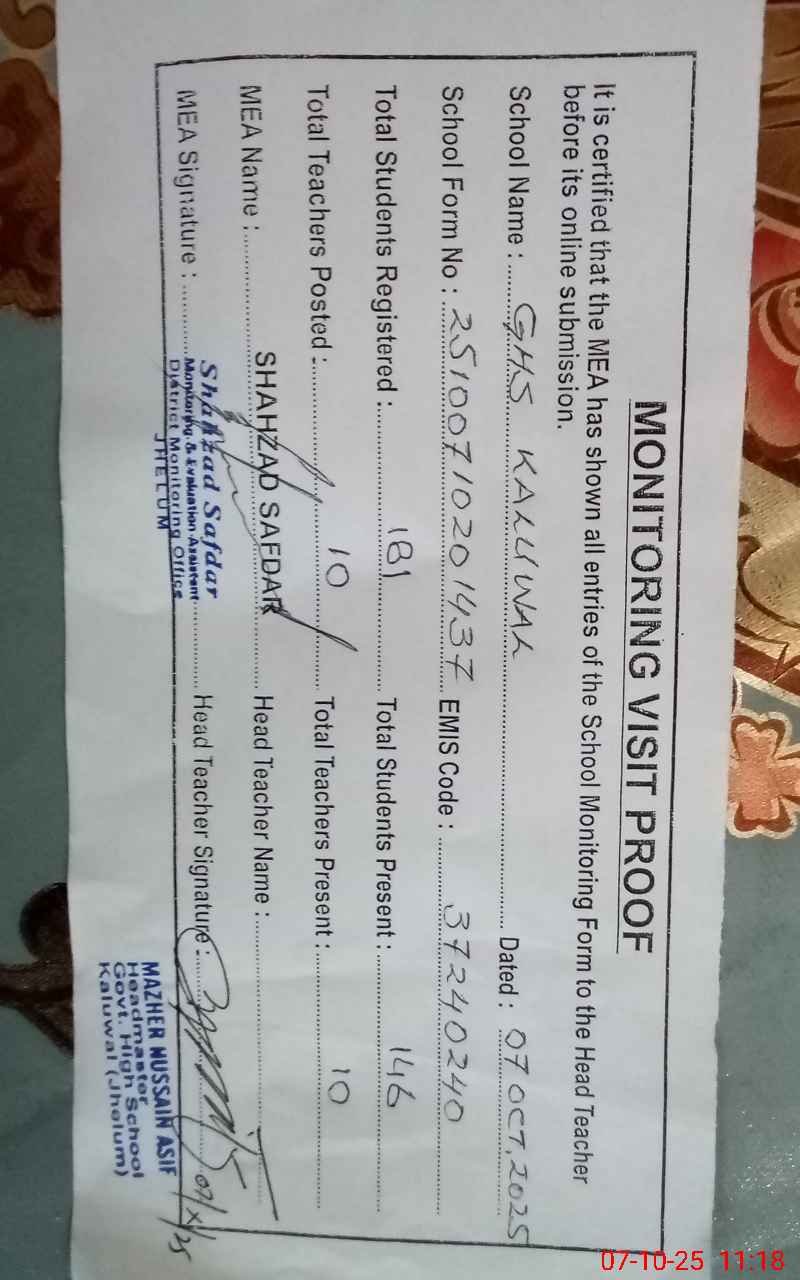 MONITORING VISIT PROOF
It is certified that the MEA has shown all entries of the School Monitoring Form to the Head Teacher
before its online submission.
School Name : GHS KALUWAL Dated : 07 OCT, 2025
School Form No : 25100710201437 EMIS Code : 37240240
Total Students Registered : 181 Total Students Present : 146
Total Teachers Posted : 10 Total Teachers Present : 10
MEA Name : SHAHZAD SAFDAR Head Teacher Name :
MEA Signature : Head Teacher Signature : 07/X/25
Shahzad Safdar
Monitoring & Evaluation Assistant
District Monitoring Office
JHELUM
MAZHER HUSSAIN ASIF
Headmaster
Govt. High School
Kaluwal (Jhelum)
07-10-25 11:18